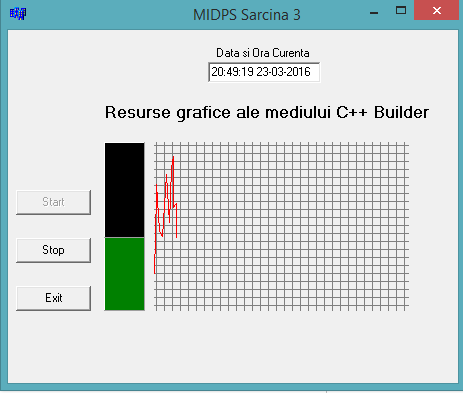 MIDPS Sarcina 3
Data si Ora Curenta
20:49:19 23-03-2016
Resurse grafice ale mediului C++ Builder
Start
Stop
Exit